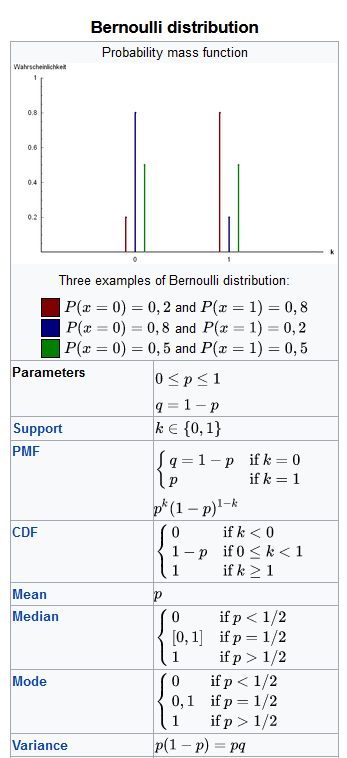 Bernoulli distribution
Probability mass function
Wahrscheinlichkeit
1
0.8
0.6
0.4
0.2
0 1 k
Three examples of Bernoulli distribution:
P(x = 0) = 0, 2 and P(x = 1) = 0, 8
P(x = 0) = 0, 8 and P(x = 1) = 0, 2
P(x = 0) = 0, 5 and P(x = 1) = 0, 5
Parameters 0 ≤ p ≤ 1
q = 1 − p
Support k ∈ {0, 1}
PMF { q = 1 − p if k = 0
p if k = 1
p^k(1 − p)^{1−k}
CDF { 0 if k < 0
1 − p if 0 ≤ k < 1
1 if k ≥ 1
Mean p
Median { 0 if p < 1/2
[0, 1] if p = 1/2
1 if p > 1/2
Mode { 0 if p < 1/2
0, 1 if p = 1/2
1 if p > 1/2
Variance p(1 − p) = pq